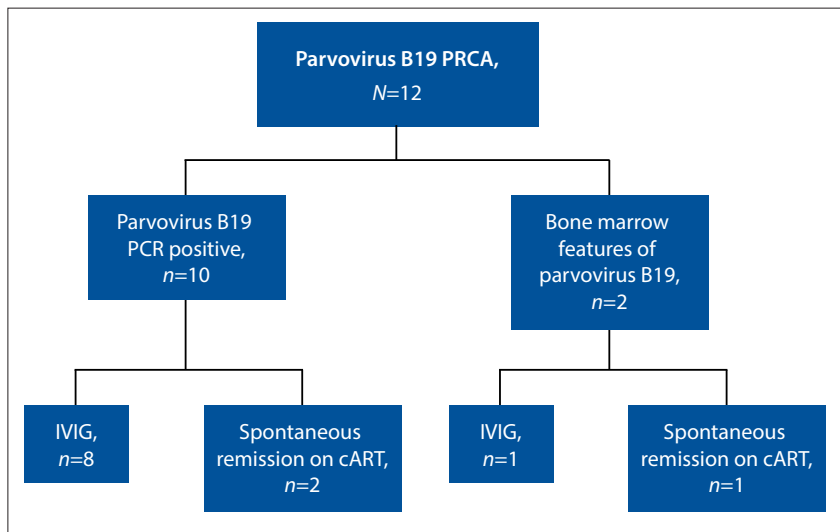 Parvovirus B19 PRCA,
N=12
Parvovirus B19
PCR positive,
n=10
Bone marrow
features of
parvovirus B19,
n=2
IVIG,
n=8
Spontaneous
remission on cART,
n=2
IVIG,
n=1
Spontaneous
remission on cART,
n=1